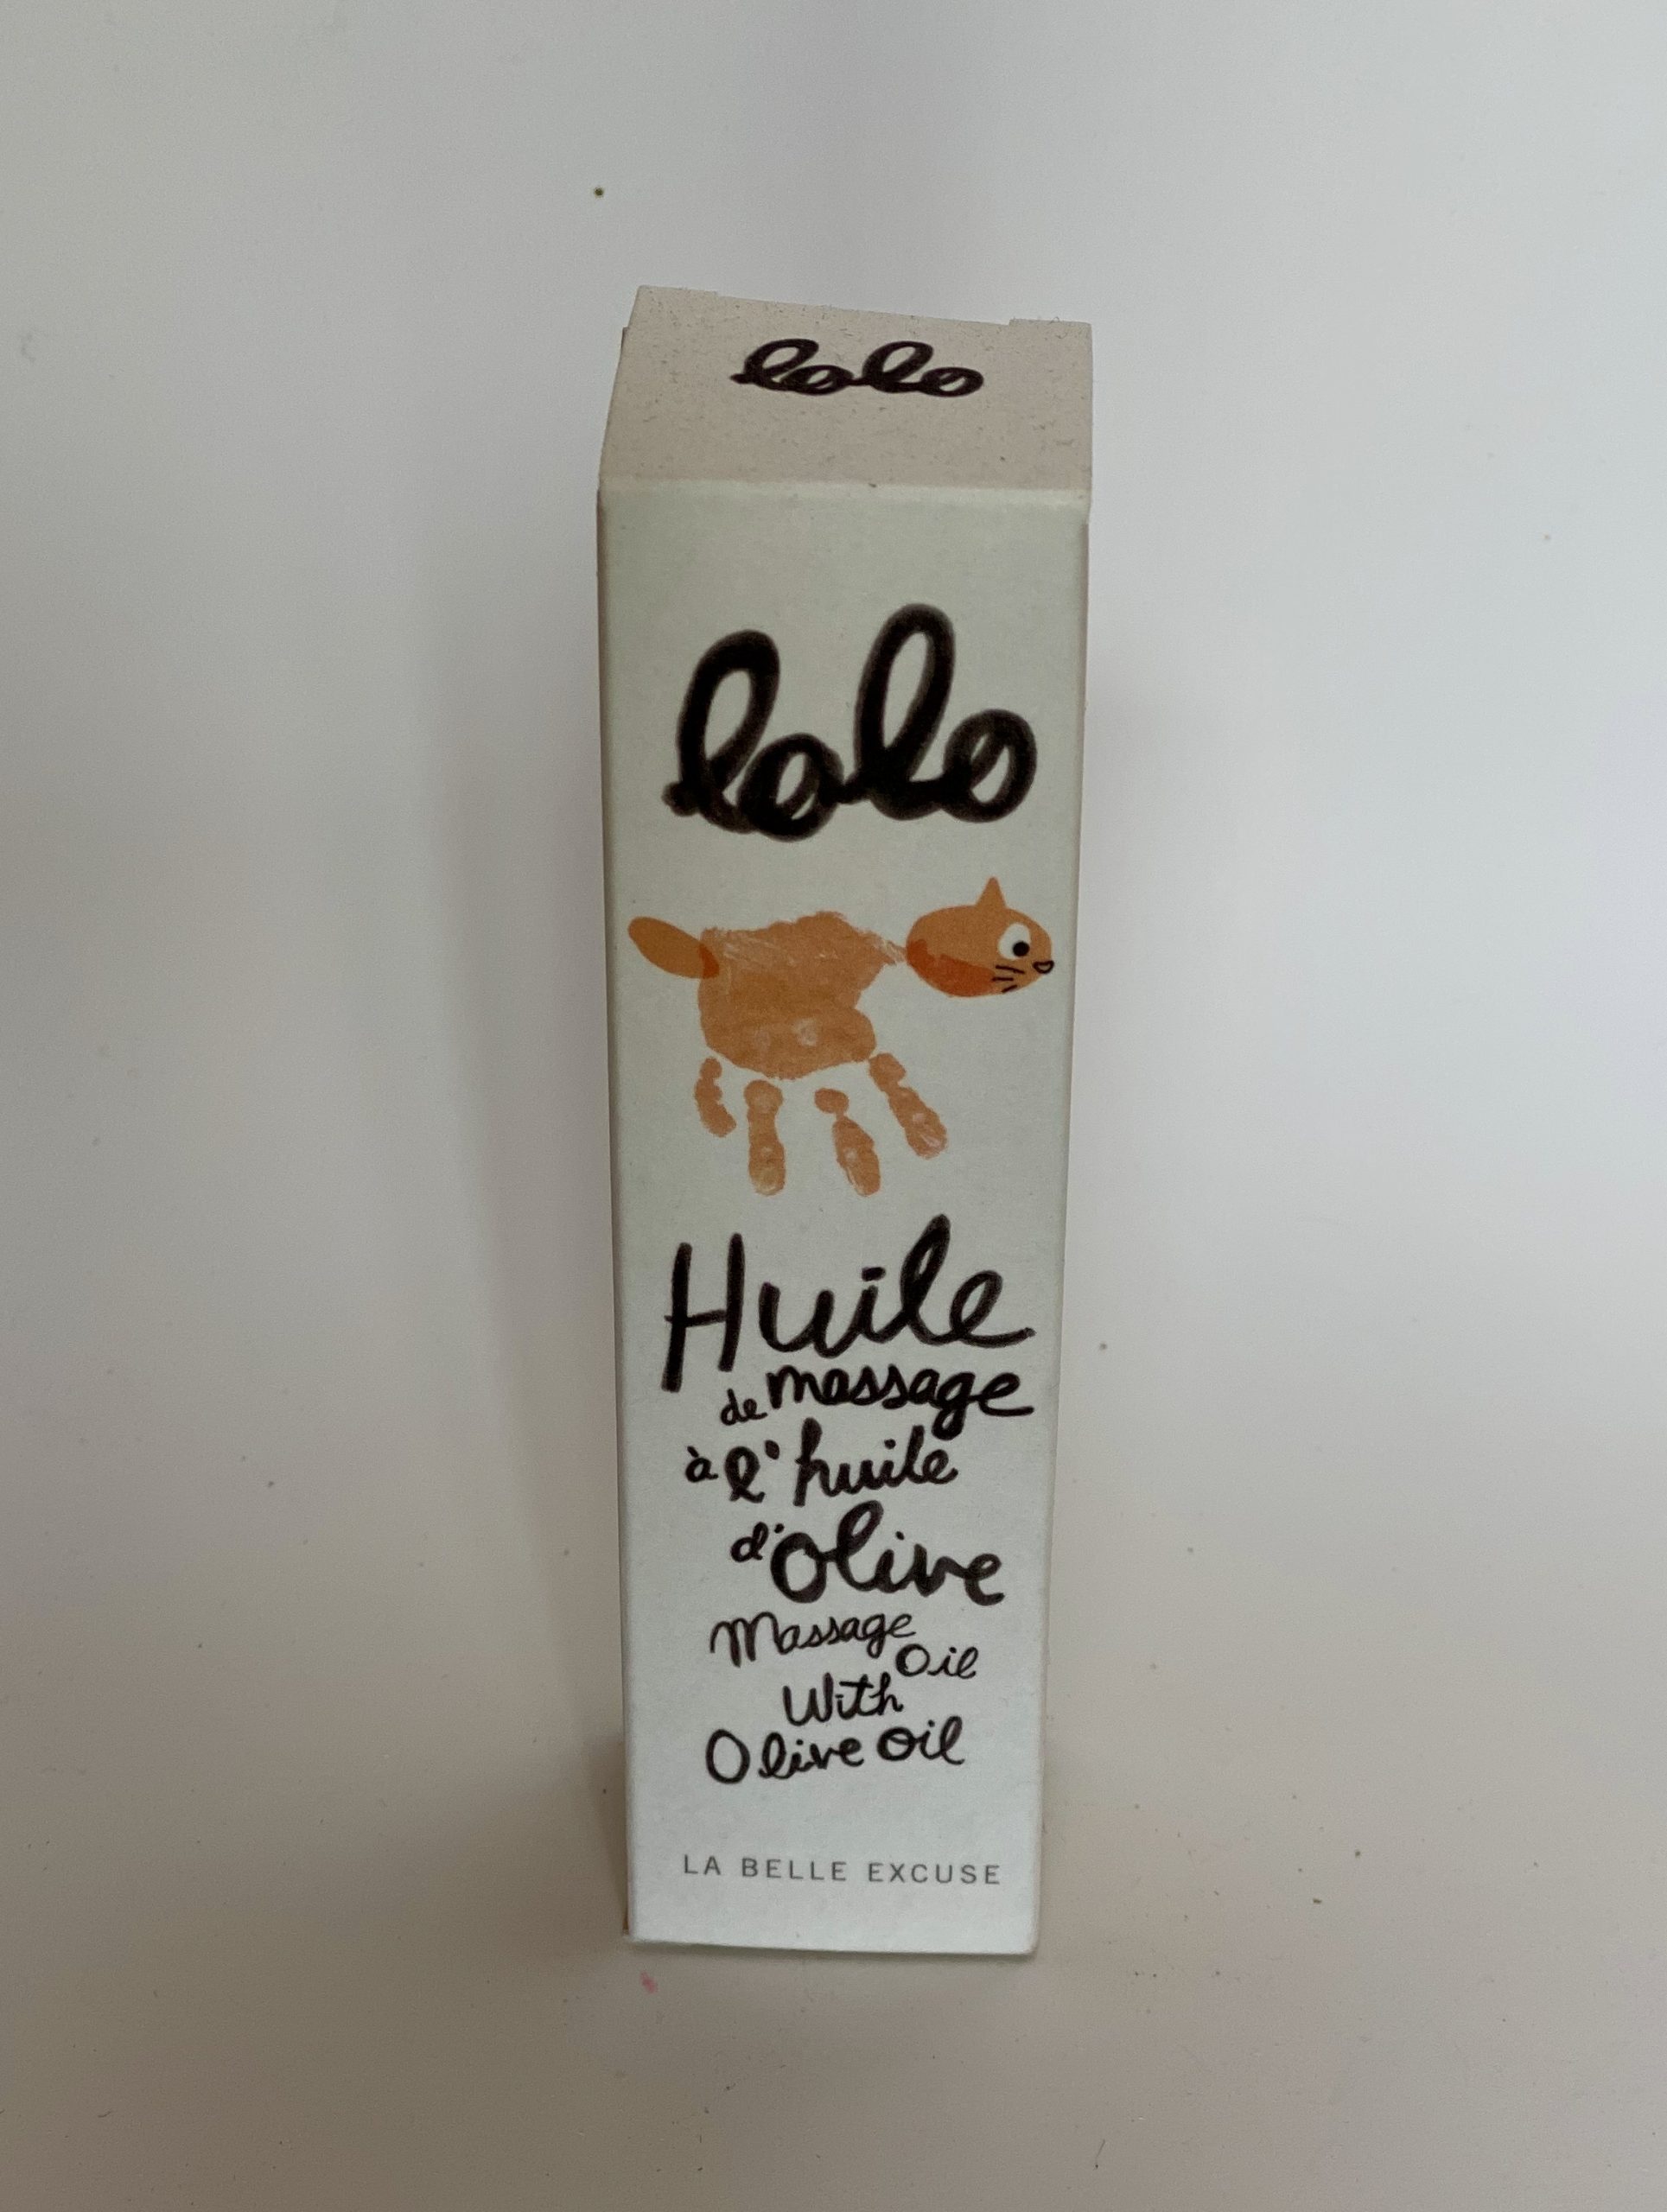 lolo
lolo
Huile
de massage
à l'huile
d'olive
Massage
Oil
With
Olive Oil
LA BELLE EXCUSE